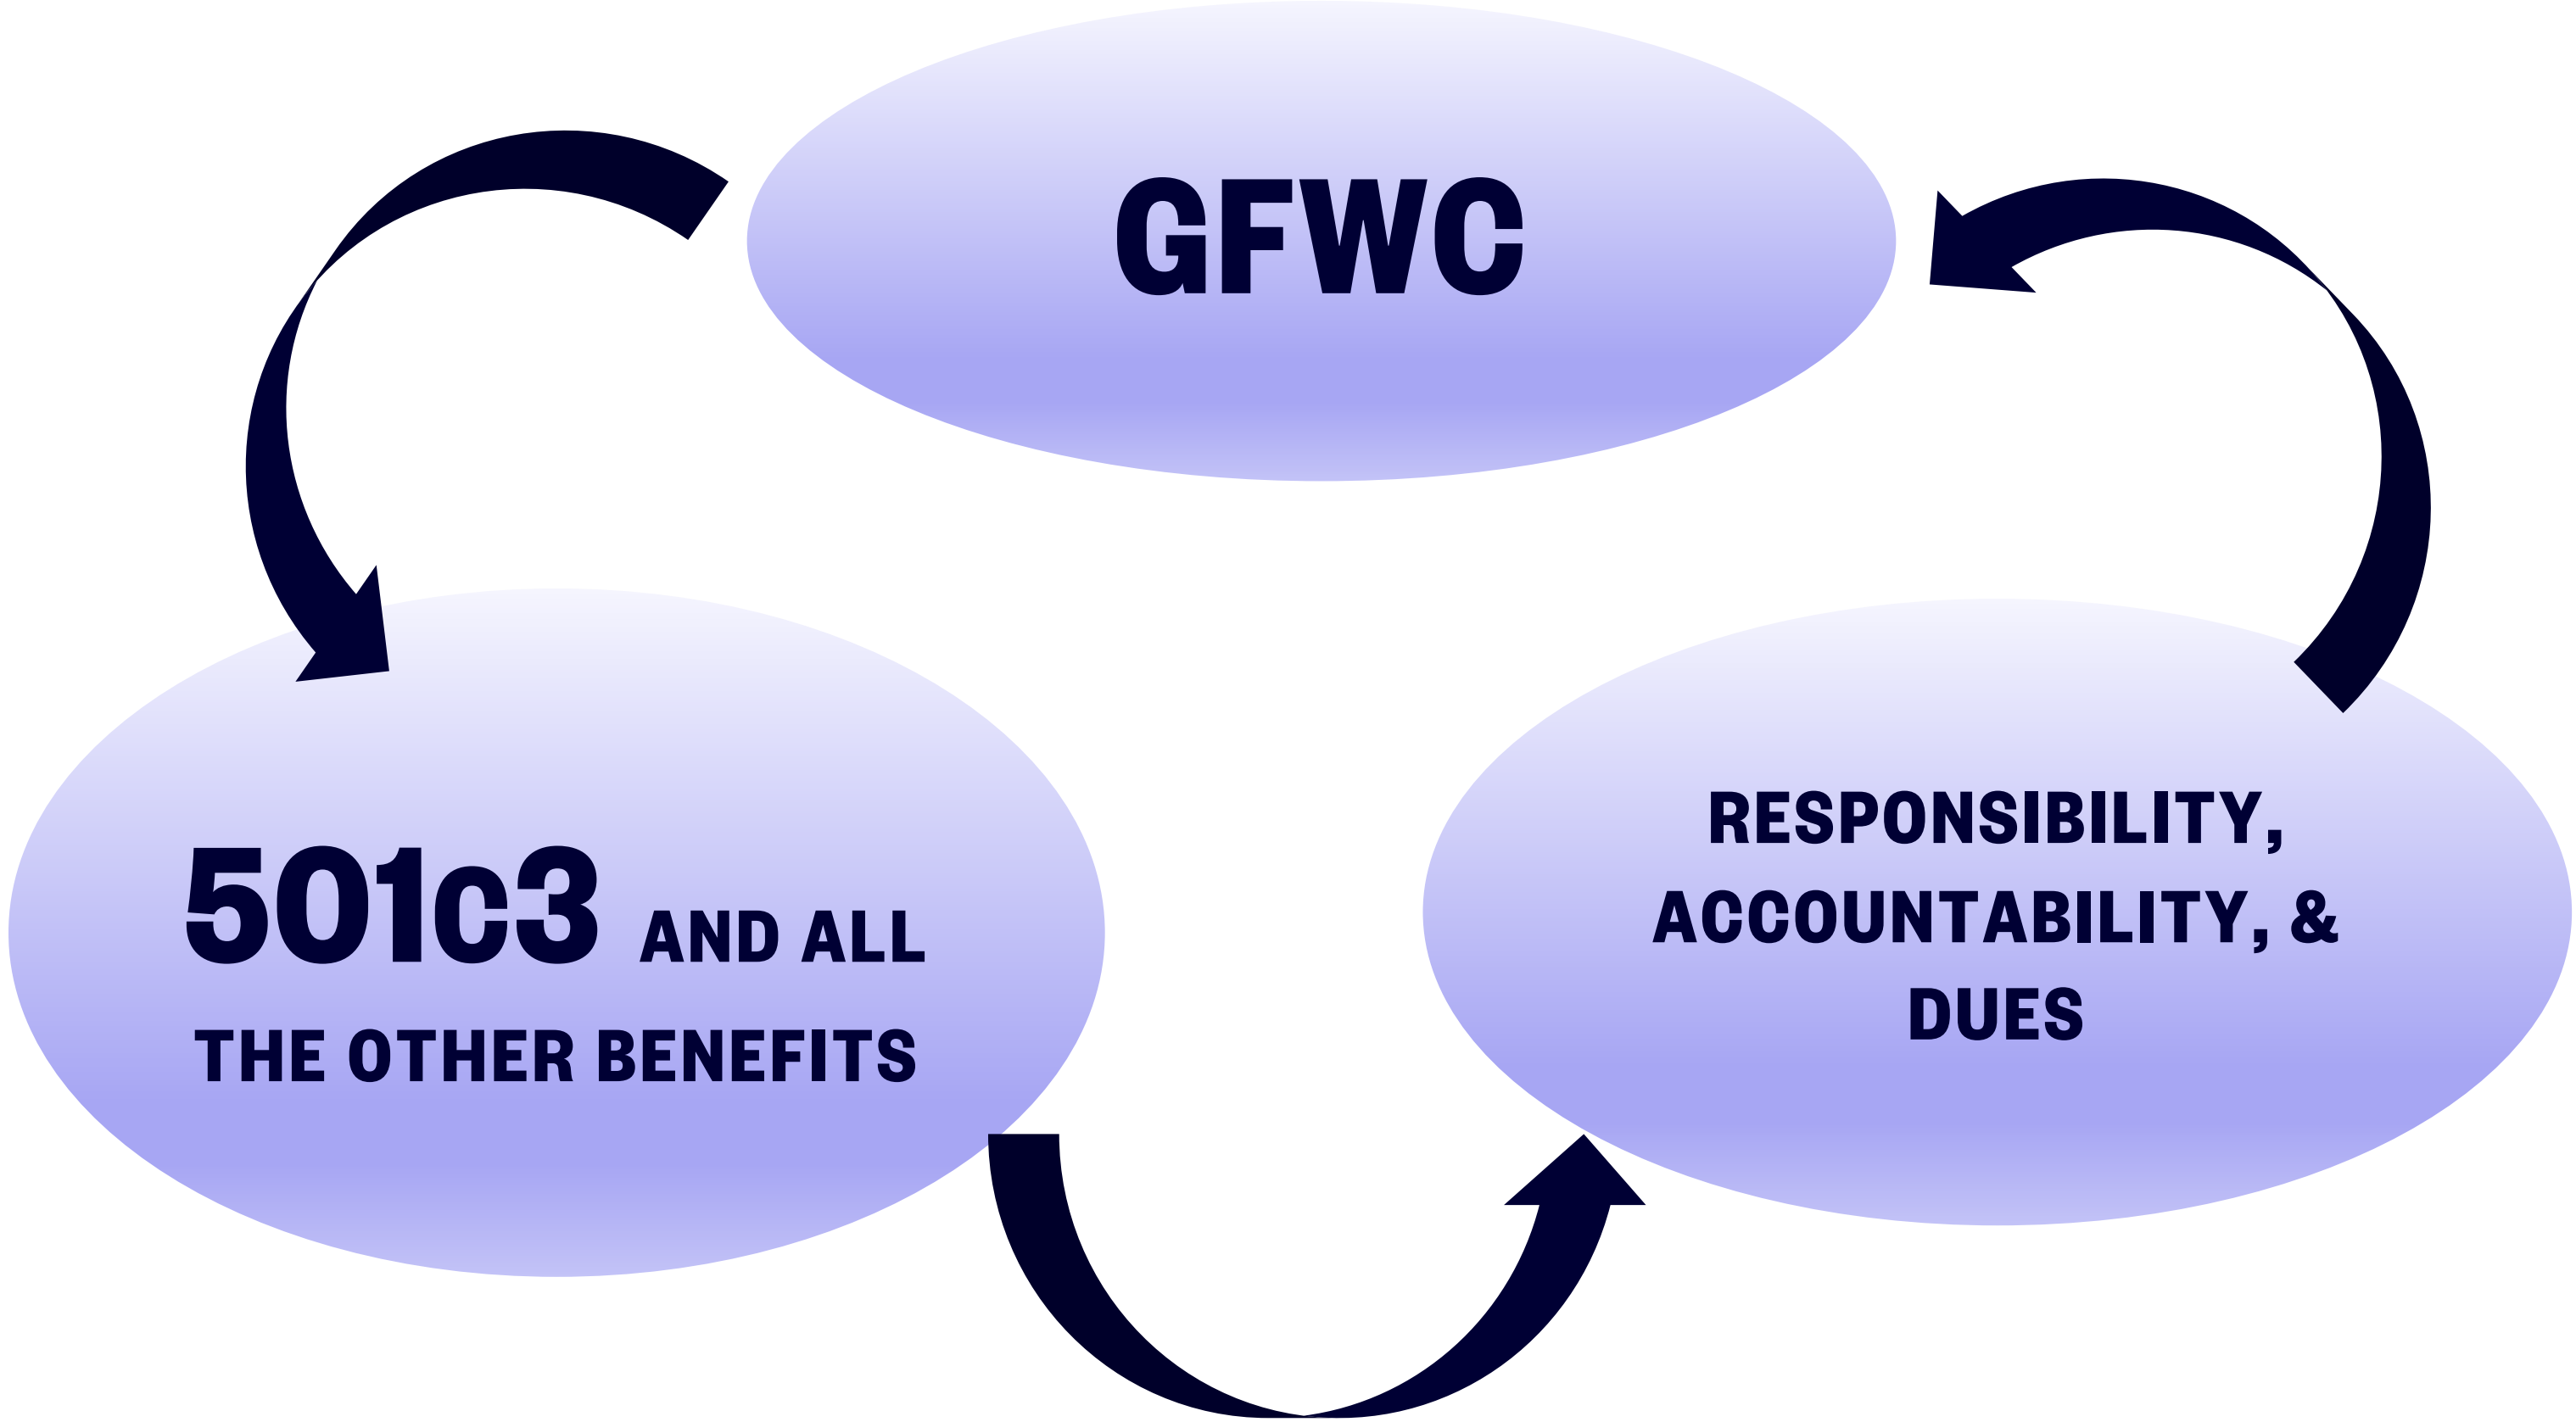 GFWC
501c3 AND ALL
THE OTHER BENEFITS
RESPONSIBILITY,
ACCOUNTABILITY, &
DUES